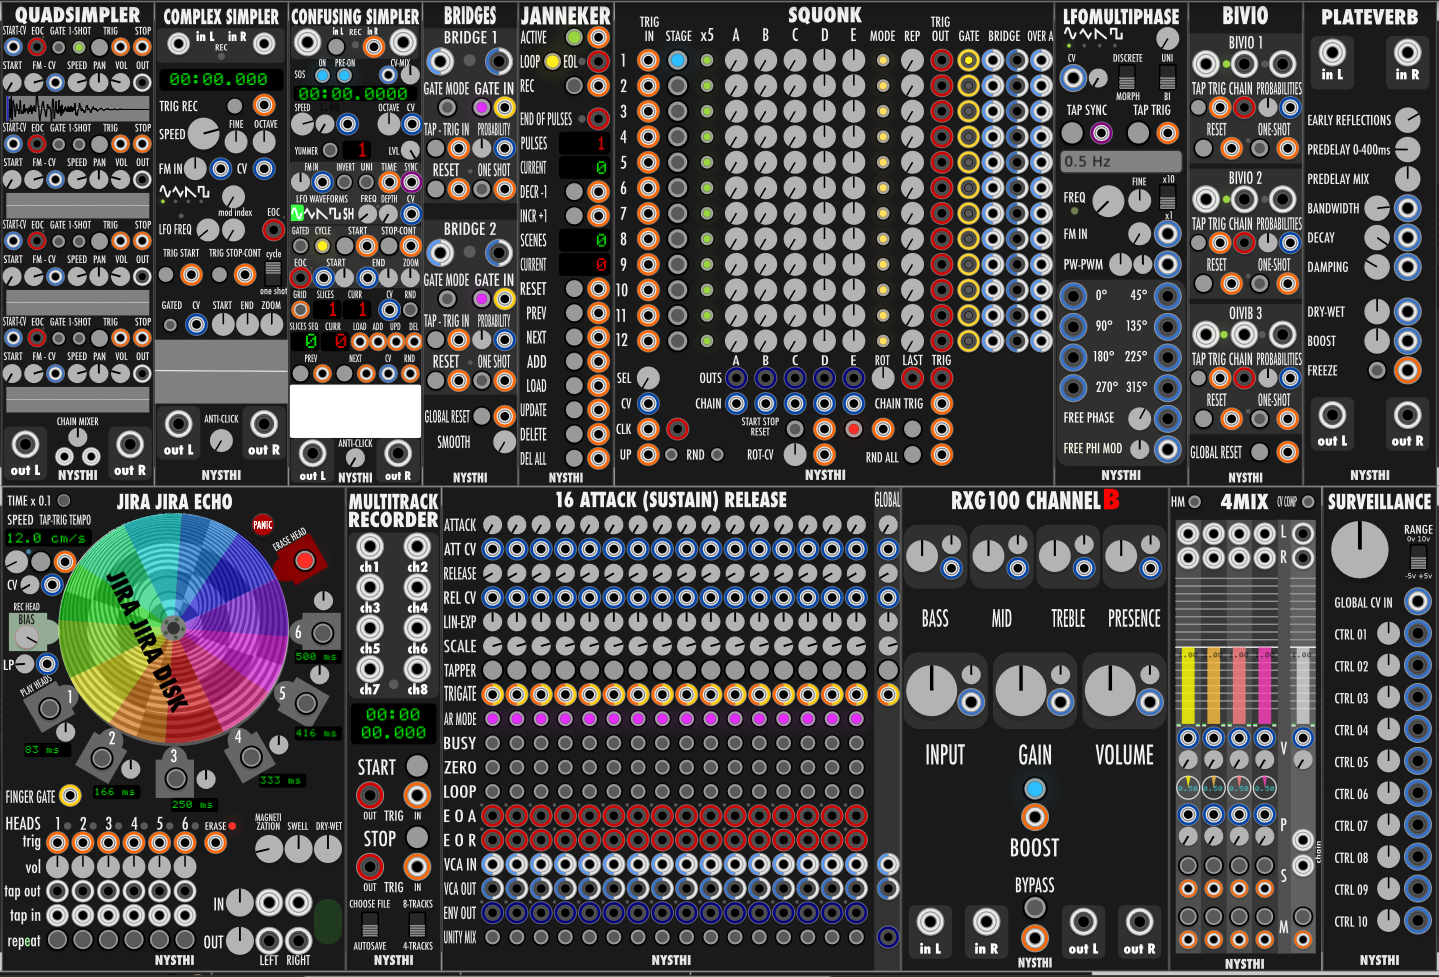 QUADSIMPLER
START-CV EOC GATE 1-SHOT TRIG STOP
START FM - CV SPEED PAN VOL OUT
START-CV EOC GATE 1-SHOT TRIG STOP
START FM - CV SPEED PAN VOL OUT
START-CV EOC GATE 1-SHOT TRIG STOP
START FM - CV SPEED PAN VOL OUT
START-CV EOC GATE 1-SHOT TRIG STOP
START FM - CV SPEED PAN VOL OUT
CHAIN MIXER
out L out R
NYSTHI
COMPLEX SIMPLER
in L in R
REC
00:00.000
TRIG REC
SPEED FINE OCTAVE
FM IN CV
mod index
LFO FREQ EOC
TRIG START TRIG STOP-CONT cycle
one shot
GATED CV START END ZOOM
ANTI-CLICK
out L out R
NYSTHI
CONFUSING SIMPLER
in L REC in R
SOS ON PRE-ON CV-MIX
00:00.0000
SPEED OCTAVE CV
YUMMER 1 LVL
FM IN INVERT UNI TIME SYNC
LFO WAVEFORMS FREQ DEPTH CV
SH
GATED CYCLE START STOP-CONT
EOC START END ZOOM
GRID SLICES CURR CV RND
1 1
SLICES SEQ CURR LOAD ADD UPD DEL
0 0
PREV NEXT CV RND
ANTI-CLICK
out L out R
NYSTHI
BRIDGES
BRIDGE 1
GATE MODE GATE IN
TAP - TRIG IN PROBABILITY
RESET ONE SHOT
BRIDGE 2
GATE MODE GATE IN
TAP - TRIG IN PROBABILITY
RESET ONE SHOT
GLOBAL RESET
SMOOTH
NYSTHI
JANNEKER
ACTIVE
LOOP EOL
REC
END OF PULSES
PULSES 1
CURRENT 0
DECR -1
INCR +1
SCENES 0
CURRENT 0
RESET
PREV
NEXT
ADD
LOAD
UPDATE
DELETE
DEL ALL
NYSTHI
SQUONK
TRIG IN STAGE x5 A B C D E MODE REP TRIG OUT GATE BRIDGE OVER A
1
2
3
4
5
6
7
8
9
10
11
12
A B C D E ROT LAST TRIG
SEL OUTS
CV CHAIN CHAIN TRIG
CLK START STOP RESET
UP RND ROT-CV RND ALL
NYSTHI
LFOMULTIPHASE
CV DISCRETE UNI
MORPH BI
TAP SYNC TAP TRIG
0.5 Hz
FREQ FINE x10
x1
FM IN
PW-PWM
0° 45°
90° 135°
180° 225°
270° 315°
FREE PHASE
FREE PHI MOD
NYSTHI
BIVIO
BIVIO 1
TAP TRIG CHAIN PROBABILITIES
RESET ONE-SHOT
BIVIO 2
TAP TRIG CHAIN PROBABILITIES
RESET ONE-SHOT
OIVIB 3
TAP TRIG CHAIN PROBABILITIES
RESET ONE-SHOT
GLOBAL RESET
NYSTHI
PLATEVERB
in L in R
EARLY REFLECTIONS
PREDELAY 0-400ms
PREDELAY MIX
BANDWIDTH
DECAY
DAMPING
DRY-WET
BOOST
FREEZE
out L out R
NYSTHI
TIME x 0.1 JIRA JIRA ECHO
SPEED TAP-TRIG TEMPO
12.0 cm/s
PANIC
ERASE HEAD
CV
REC HEAD
BIAS
LP
JIRA JIRA DISK
PLAY HEADS
1
83 ms
2
166 ms
3
250 ms
4
333 ms
5
416 ms
6
500 ms
FINGER GATE
HEADS 1 2 3 4 5 6 ERASE
MAGNETI ZATION SWELL DRY-WET
trig
vol
tap out
tap in
repeat
IN
OUT
LEFT RIGHT
NYSTHI
MULTITRACK
RECORDER
ch1 ch2
ch3 ch4
ch5 ch6
ch7 ch8
00:00
00.000
START
OUT TRIG IN
STOP
OUT TRIG IN
CHOOSE FILE 8-TRACKS
AUTOSAVE 4-TRACKS
NYSTHI
16 ATTACK (SUSTAIN) RELEASE GLOBAL
ATTACK
ATT CV
RELEASE
REL CV
LIN-EXP
SCALE
TAPPER
TRIGATE
AR MODE
BUSY
ZERO
LOOP
E O A
E O R
VCA IN
VCA OUT
ENV OUT
UNITY MIX
NYSTHI
RXG100 CHANNEL B
BASS MID TREBLE PRESENCE
INPUT GAIN VOLUME
BOOST
BYPASS
in L in R out L out R
NYSTHI
HM 4MIX CV COMP
L
R
V
0.50 0.50 0.50 0.50
P
chain
S
M
NYSTHI
SURVEILLANCE
RANGE
0v 10v
-5v +5v
GLOBAL CV IN
CTRL 01
CTRL 02
CTRL 03
CTRL 04
CTRL 05
CTRL 06
CTRL 07
CTRL 08
CTRL 09
CTRL 10
NYSTHI